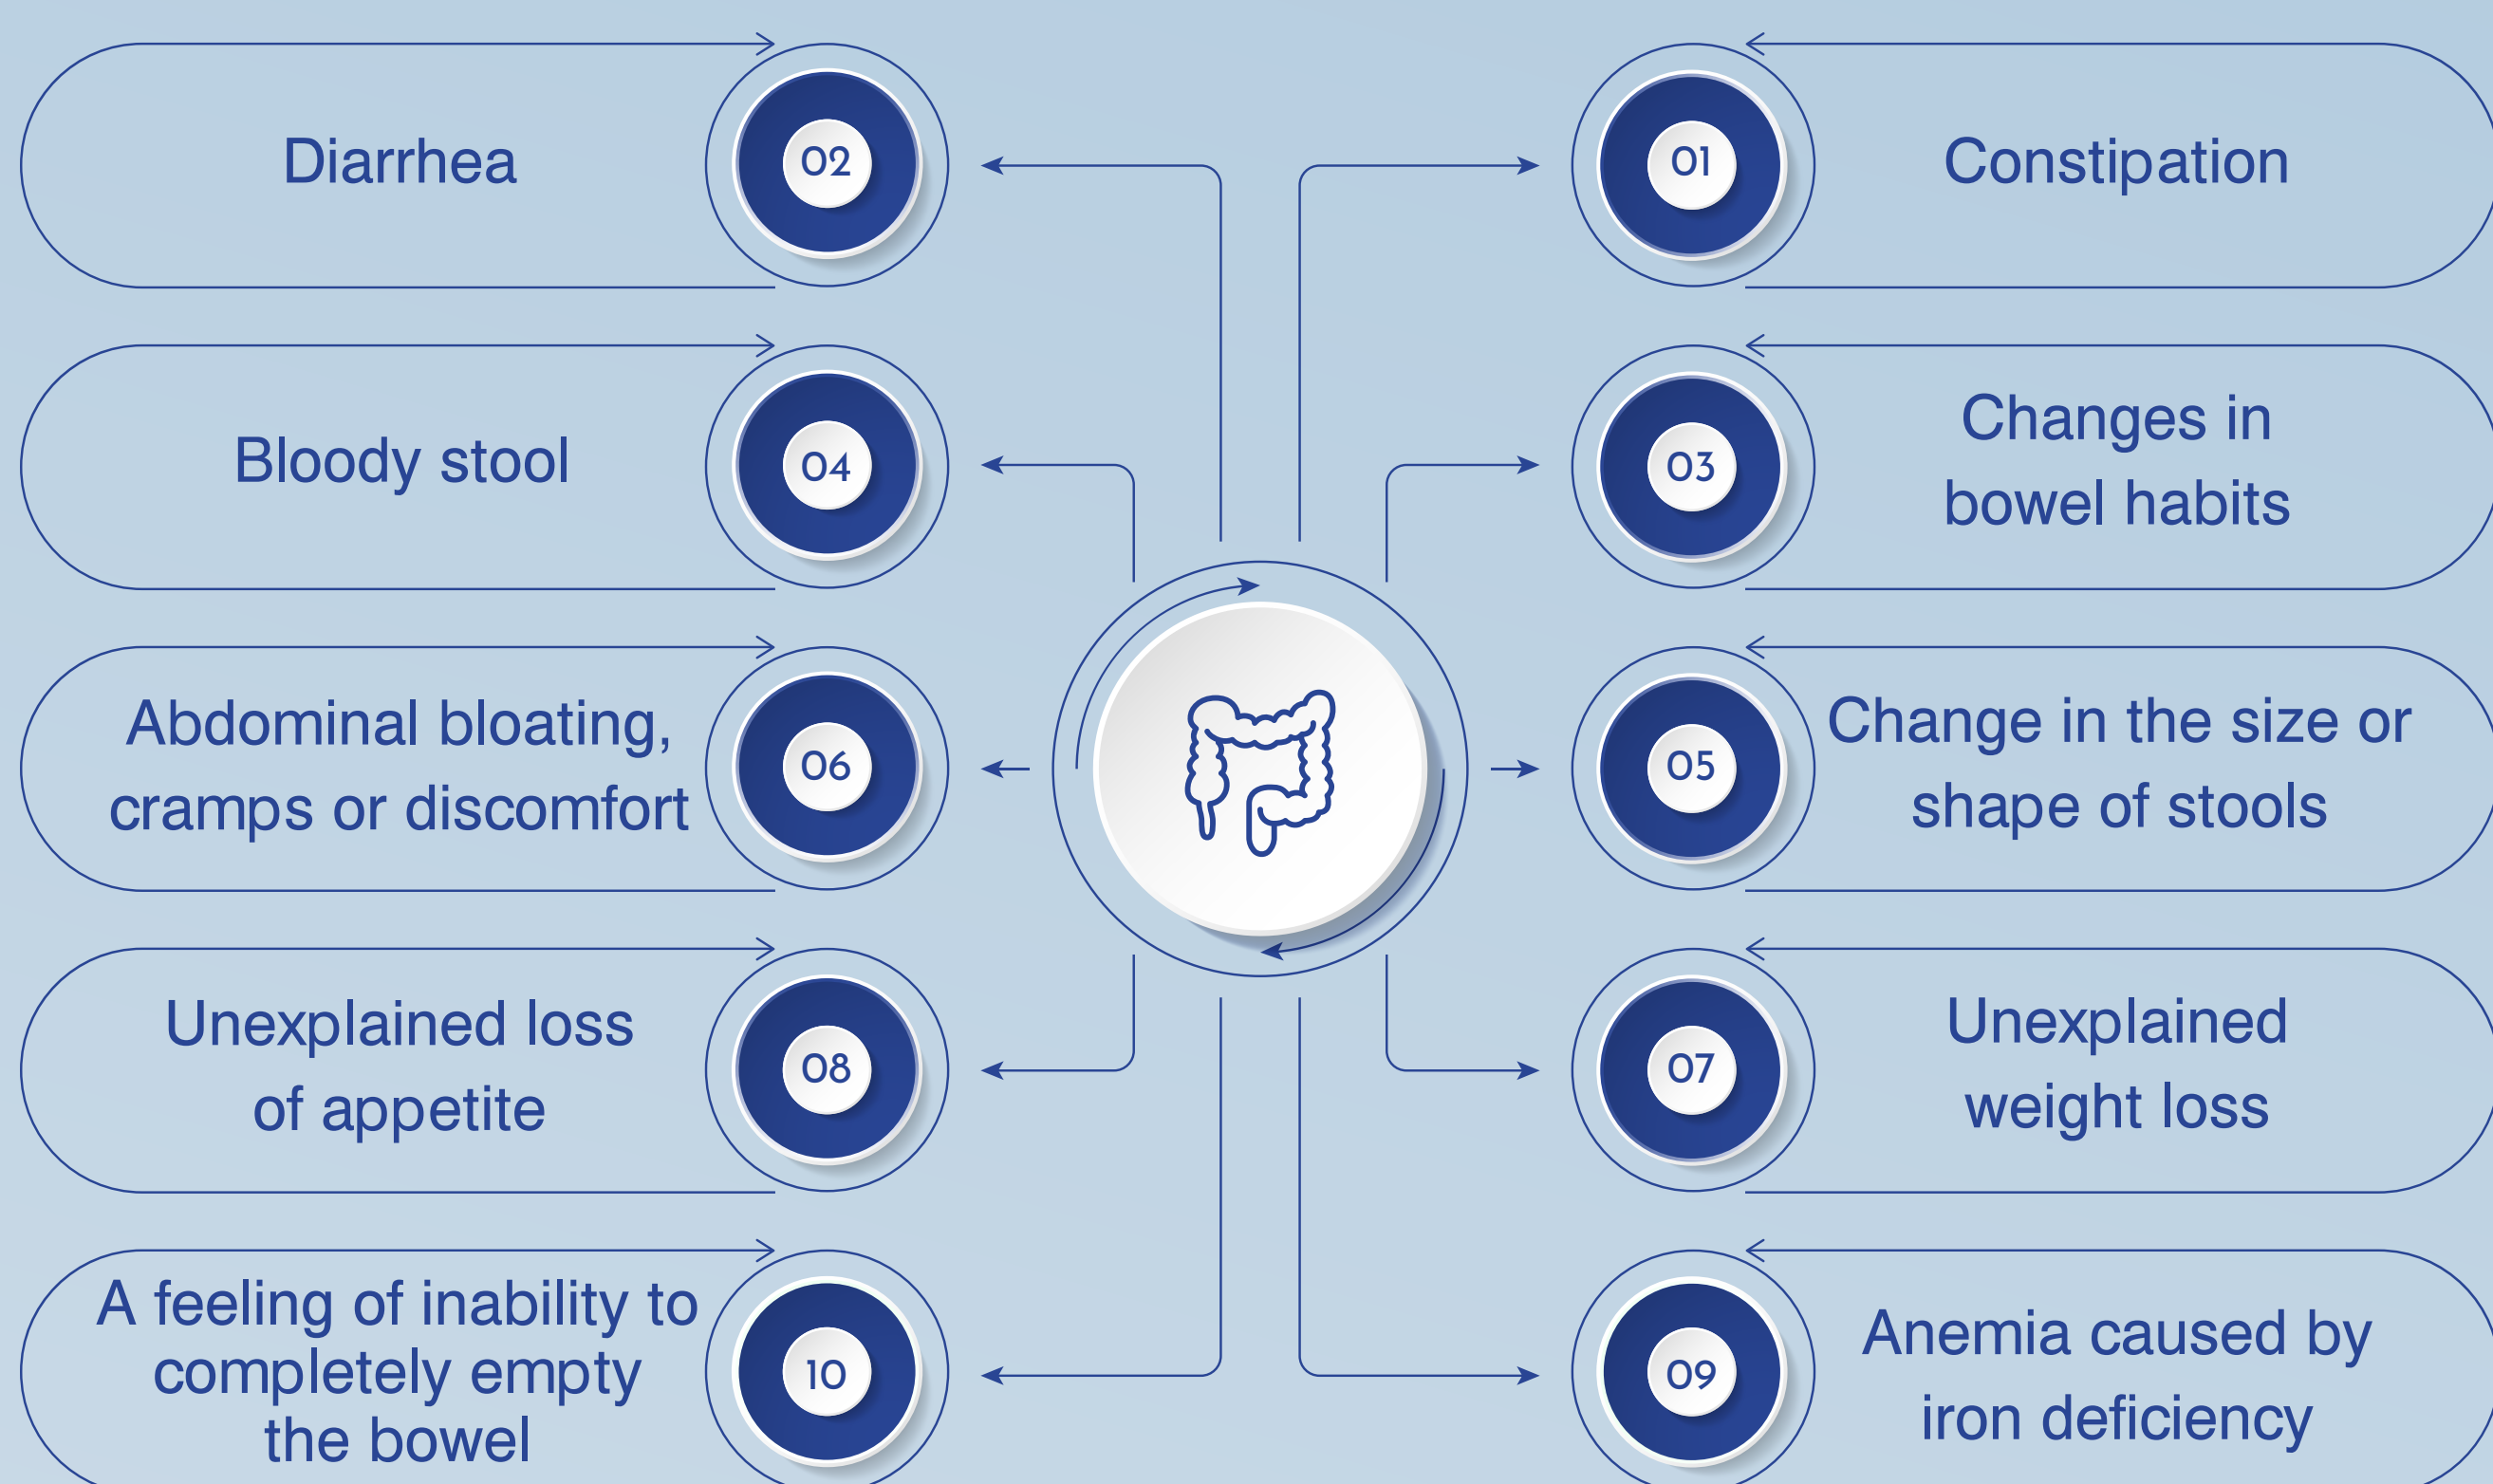 01
Constipation
02
Diarrhea
03
Changes in
bowel habits
04
Bloody stool
05
Change in the size or
shape of stools
06
Abdominal bloating,
cramps or discomfort
07
Unexplained
weight loss
08
Unexplained loss
of appetite
09
Anemia caused by
iron deficiency
10
A feeling of inability to
completely empty
the bowel